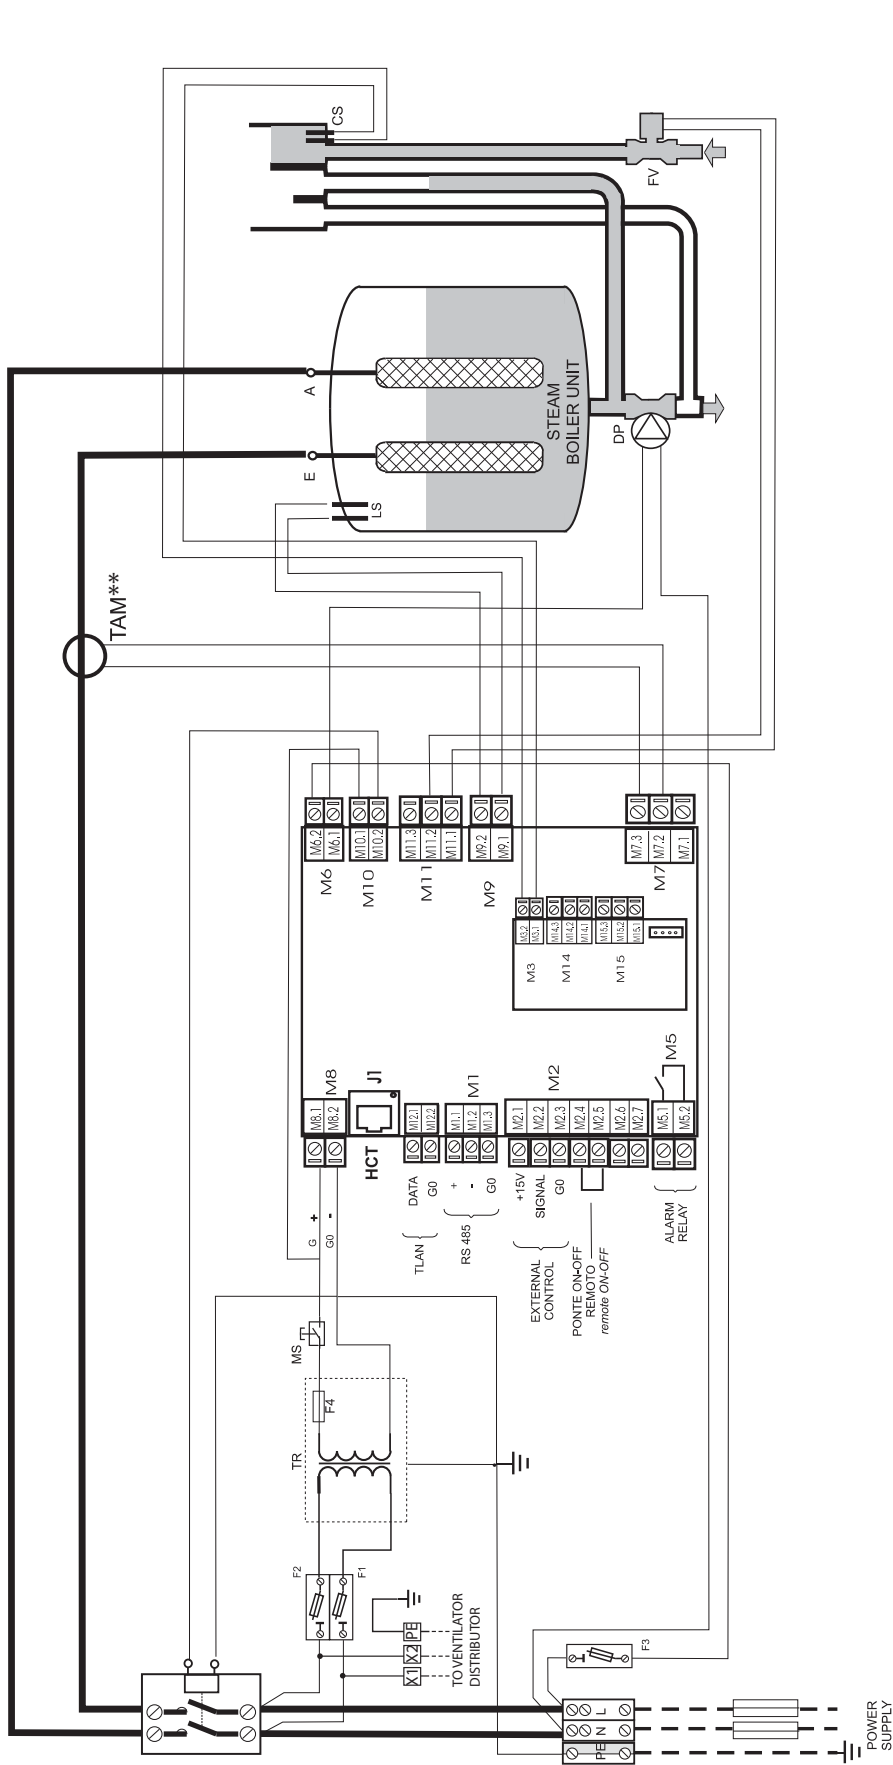 CS
FV
A
E
LS
STEAM
BOILER UNIT
DP
TAM**
M6.2
M6.1
M10.1
M10.2
M11.3
M11.2
M11.1
M9.2
M9.1
M7.3
M7.2
M7.1
M6
M10
M11
M9
M7
M3.2
M3.1
M14.3
M14.2
M14.1
M15.3
M15.2
M15.1
M3
M14
M15
M8.1
M8.2
M8
J1
HCT
M12.1
M12.2
M1.1
M1.2
M1.3
M1
M2.1
M2.2
M2.3
M2.4
M2.5
M2.6
M2.7
M2
M5.1
M5.2
M5
G +
G0 -
DATA
G0
TLAN
+
-
G0
RS 485
+15V
SIGNAL
G0
EXTERNAL
CONTROL
PONTE ON-OFF
REMOTO
remote ON-OFF
ALARM
RELAY
MS
F4
TR
F2
F1
F3
X1
X2
PE
TO VENTILATOR
DISTRIBUTOR
L
N
PE
POWER
SUPPLY